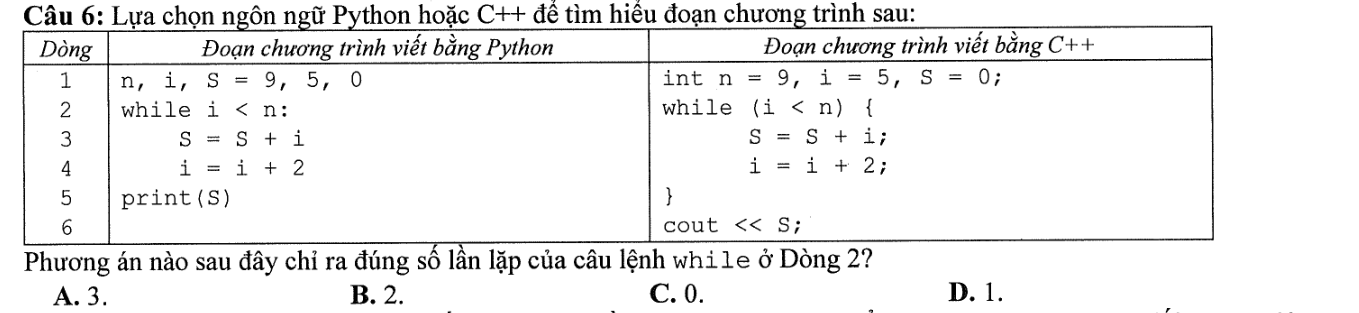 Câu 6: Lựa chọn ngôn ngữ Python hoặc C++ để tìm hiểu đoạn chương trình sau:
Dòng Đoạn chương trình viết bằng Python Đoạn chương trình viết bằng C++
1 n, i, S = 9, 5, 0 int n = 9, i = 5, S = 0;
2 while i < n: while (i < n) {
3 S = S + i S = S + i;
4 i = i + 2 i = i + 2;
5 print(S) }
6 cout << S;
Phương án nào sau đây chỉ ra đúng số lần lặp của câu lệnh while ở Dòng 2?
A. 3. B. 2. C. 0. D. 1.